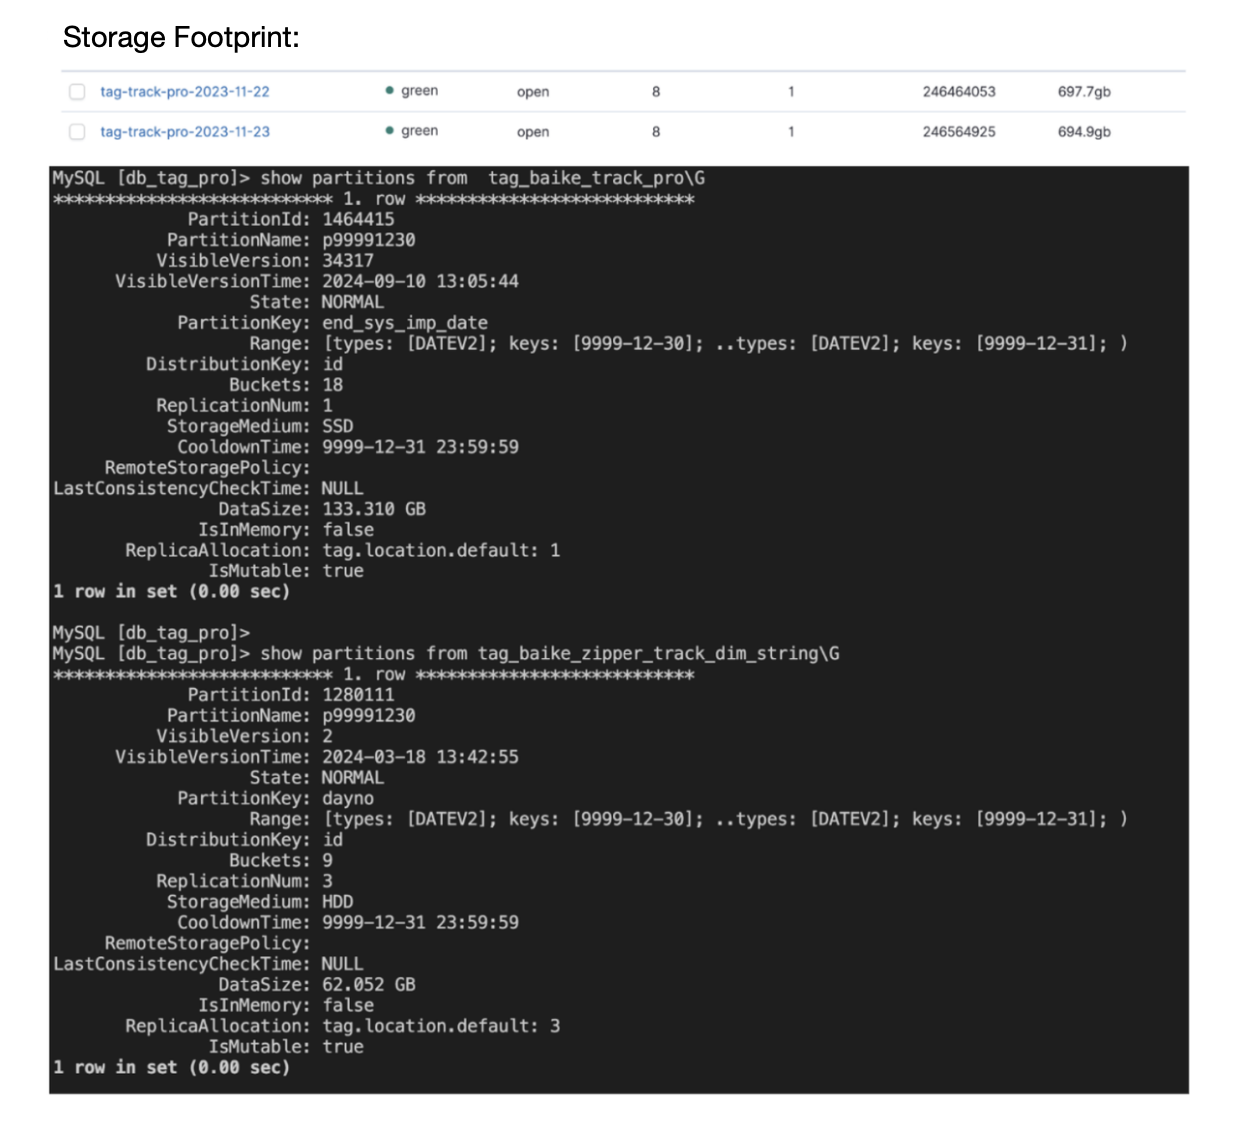 Storage Footprint:
tag-track-pro-2023-11-22 green open 8 1 246464053 697.7gb
tag-track-pro-2023-11-23 green open 8 1 246564925 694.9gb
MySQL [db_tag_pro]> show partitions from  tag_baike_track_pro\G
*************************** 1. row ***************************
PartitionId: 1464415
PartitionName: p99991230
VisibleVersion: 34317
VisibleVersionTime: 2024-09-10 13:05:44
State: NORMAL
PartitionKey: end_sys_imp_date
Range: [types: [DATEV2]; keys: [9999-12-30]; ..types: [DATEV2]; keys: [9999-12-31]; )
DistributionKey: id
Buckets: 18
ReplicationNum: 1
StorageMedium: SSD
CooldownTime: 9999-12-31 23:59:59
RemoteStoragePolicy:
LastConsistencyCheckTime: NULL
DataSize: 133.310 GB
IsInMemory: false
ReplicaAllocation: tag.location.default: 1
IsMutable: true
1 row in set (0.00 sec)
MySQL [db_tag_pro]>
MySQL [db_tag_pro]> show partitions from tag_baike_zipper_track_dim_string\G
*************************** 1. row ***************************
PartitionId: 1280111
PartitionName: p99991230
VisibleVersion: 2
VisibleVersionTime: 2024-03-18 13:42:55
State: NORMAL
PartitionKey: dayno
Range: [types: [DATEV2]; keys: [9999-12-30]; ..types: [DATEV2]; keys: [9999-12-31]; )
DistributionKey: id
Buckets: 9
ReplicationNum: 3
StorageMedium: HDD
CooldownTime: 9999-12-31 23:59:59
RemoteStoragePolicy:
LastConsistencyCheckTime: NULL
DataSize: 62.052 GB
IsInMemory: false
ReplicaAllocation: tag.location.default: 3
IsMutable: true
1 row in set (0.00 sec)